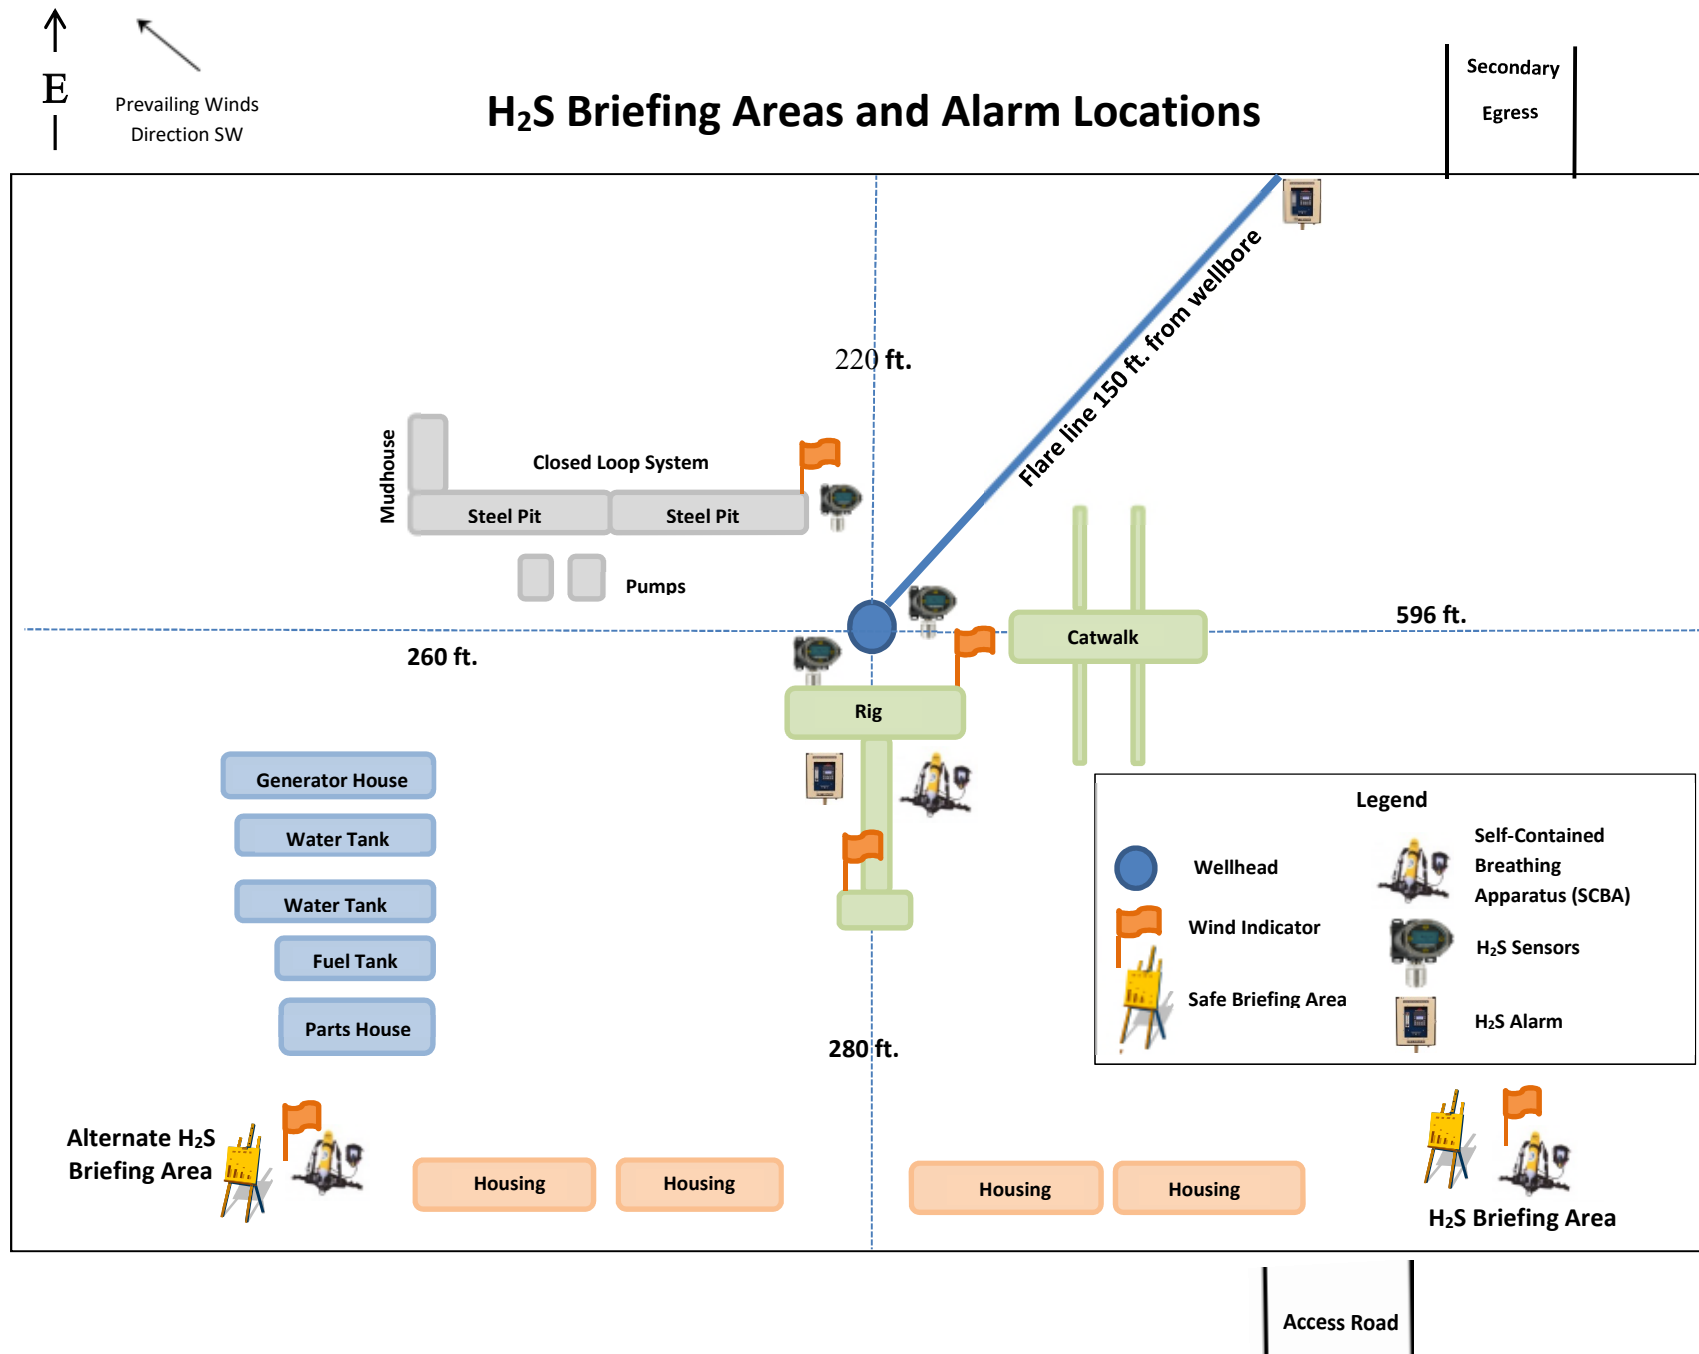 E
Prevailing Winds
Direction SW
H₂S Briefing Areas and Alarm Locations
Secondary
Egress
Flare line 150 ft. from wellbore
220 ft.
Mudhouse
Closed Loop System
Steel Pit
Steel Pit
Pumps
596 ft.
Catwalk
260 ft.
Rig
Generator House
Water Tank
Water Tank
Fuel Tank
Parts House
Legend
Wellhead
Wind Indicator
Safe Briefing Area
Self-Contained
Breathing
Apparatus (SCBA)
H₂S Sensors
H₂S Alarm
280 ft.
Alternate H₂S
Briefing Area
Housing
Housing
Housing
Housing
H₂S Briefing Area
Access Road